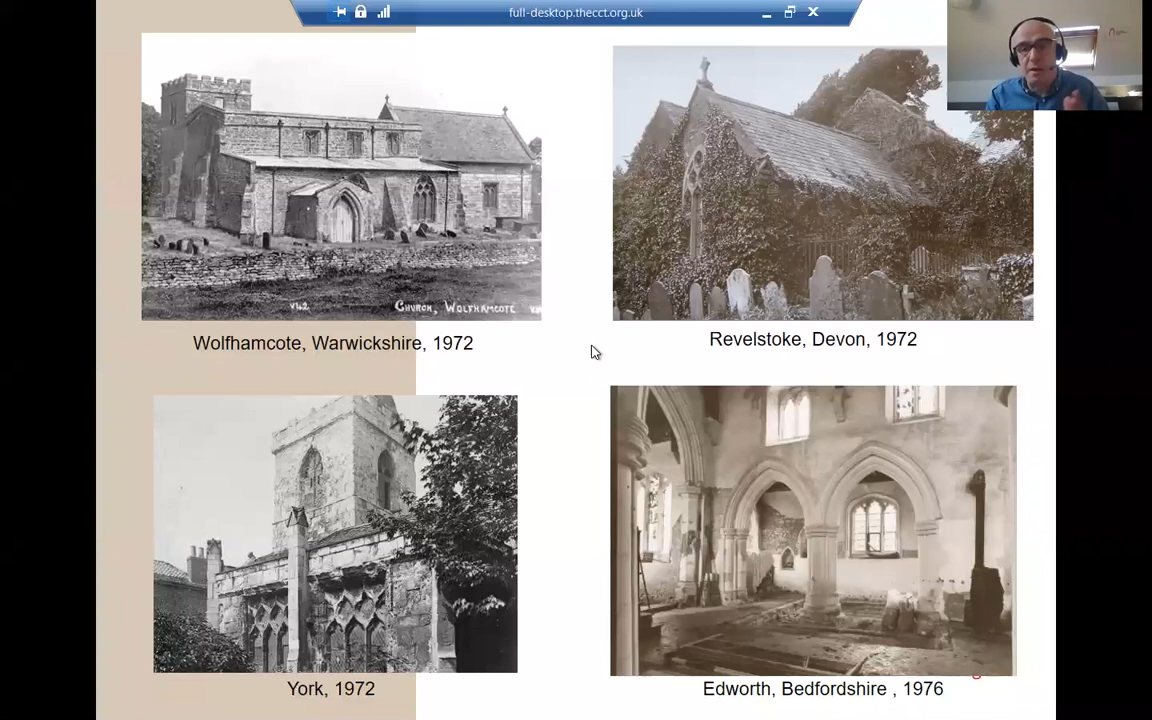 full-desktop.thecct.org.uk
CHURCH, WOLFHAMCOTE
Wolfhamcote, Warwickshire, 1972
Revelstoke, Devon, 1972
York, 1972
Edworth, Bedfordshire , 1976